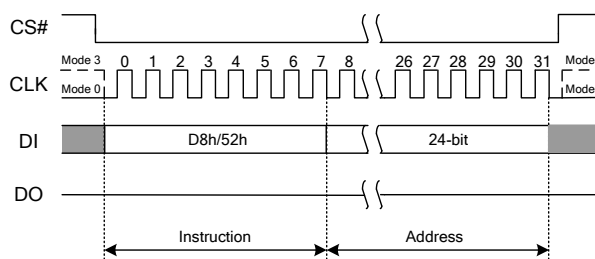 CS#
Mode 3 0 1 2 3 4 5 6 7 8 26 27 28 29 30 31 Mode
CLK
Mode 0 Mode
DI D8h/52h 24-bit
DO
Instruction Address